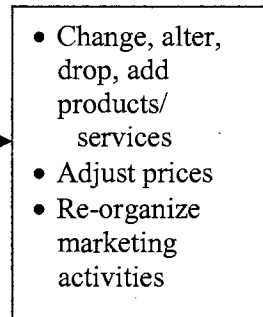 • Change, alter,
drop, add
products/
services
• Adjust prices
• Re-organize
marketing
activities